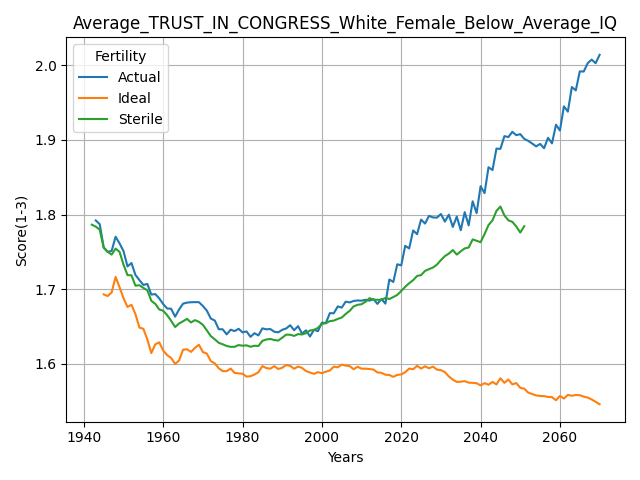 Average_TRUST_IN_CONGRESS_White_Female_Below_Average_IQ
Fertility
Actual
Ideal
Sterile
Score(1-3)
2.0
1.9
1.8
1.7
1.6
1940
1960
1980
2000
2020
2040
2060
Years